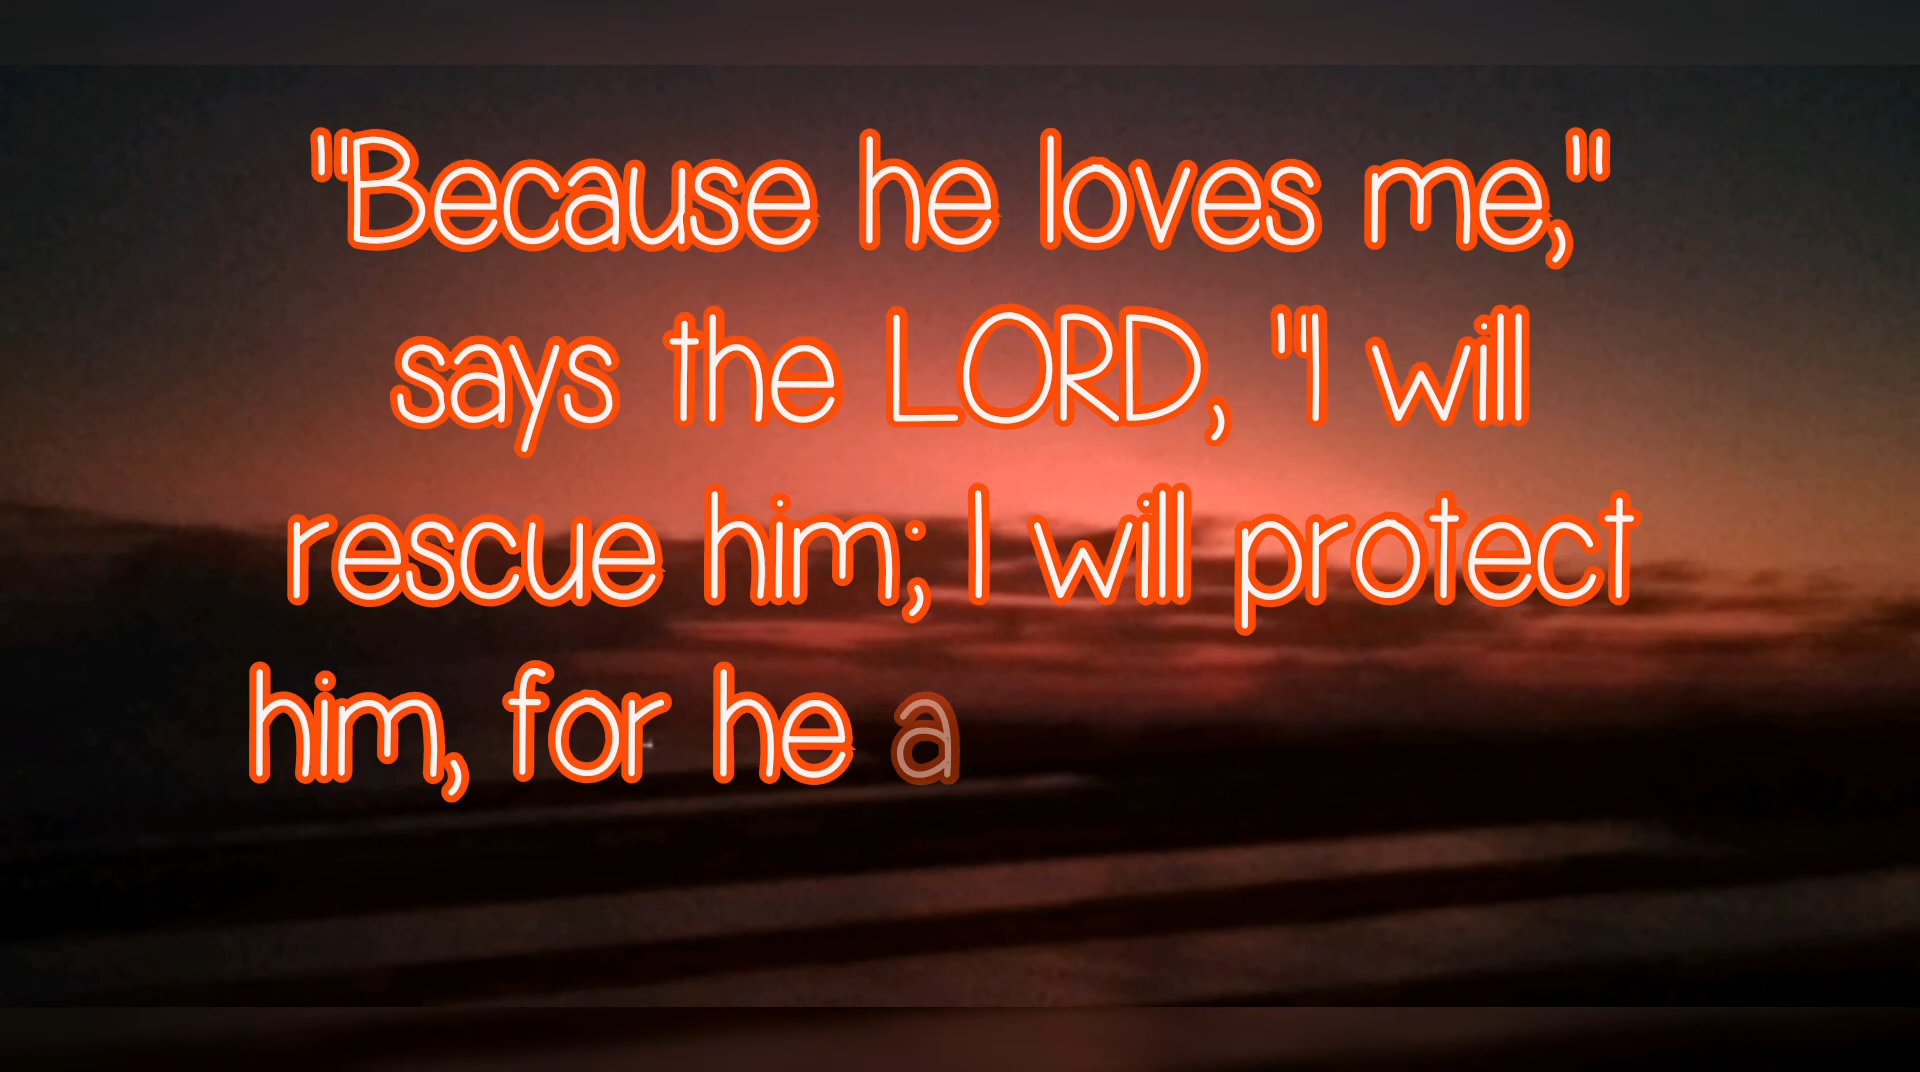 "Because he loves me,"
says the LORD, "I will
rescue him; I will protect
him, for he a